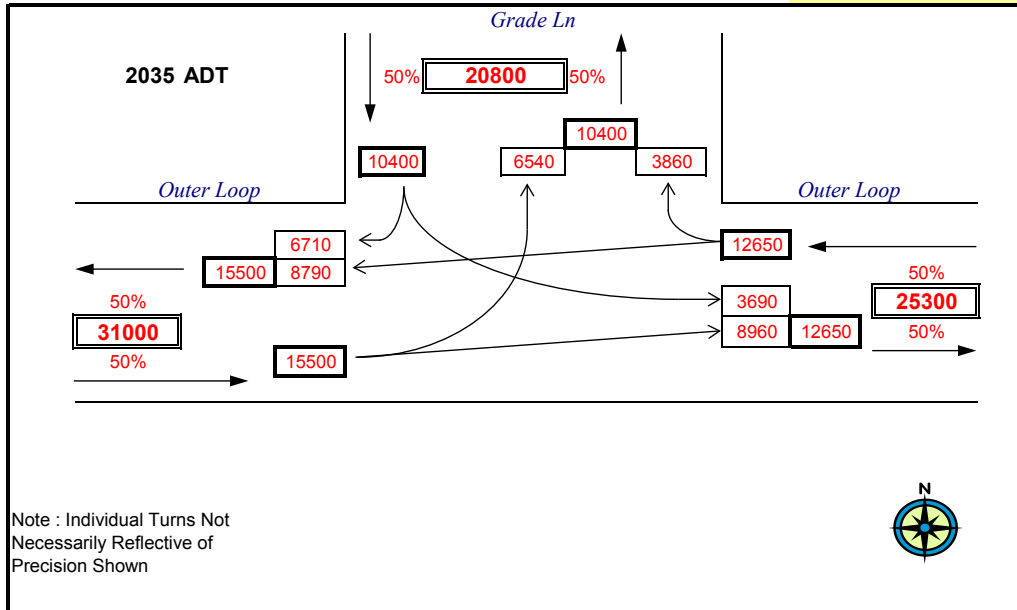 Grade Ln
2035 ADT
50% 20800 50%
10400
10400 6540 3860
Outer Loop Outer Loop
6710 12650
15500 8790
50% 50%
3690 25300
31000 8960 12650 50%
50% 15500
N
Note : Individual Turns Not
Necessarily Reflective of
Precision Shown